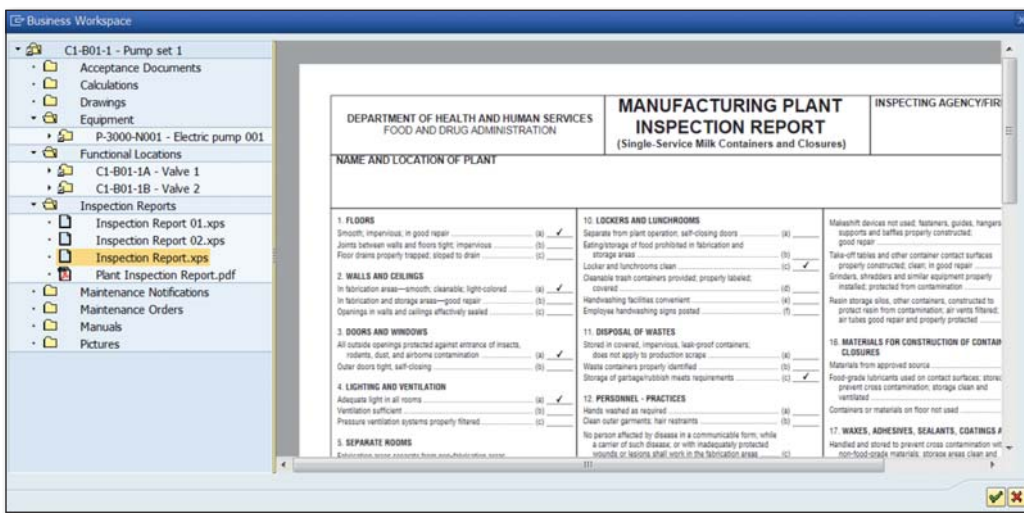 Business Workspace
C1-B01-1 - Pump set 1
Acceptance Documents
Calculations
Drawings
Equipment
P-3000-N001 - Electric pump 001
Functional Locations
C1-B01-1A - Valve 1
C1-B01-1B - Valve 2
Inspection Reports
Inspection Report 01.xps
Inspection Report 02.xps
Inspection Report.xps
Plant Inspection Report.pdf
Maintenance Notifications
Maintenance Orders
Manuals
Pictures
DEPARTMENT OF HEALTH AND HUMAN SERVICES
FOOD AND DRUG ADMINISTRATION
MANUFACTURING PLANT
INSPECTION REPORT
(Single-Service Milk Containers and Closures)
INSPECTING AGENCY/FIR
NAME AND LOCATION OF PLANT
1. FLOORS
Smooth; impervious; in good repair (a) ✓
Joints between walls and floors tight; impervious (b)
Floor drains properly trapped; sloped to drain (c)
2. WALLS AND CEILINGS
In fabrication areas—smooth; cleanable; light-colored (a) ✓
In fabrication and storage areas—good repair (b)
Openings in walls and ceilings effectively sealed (c)
3. DOORS AND WINDOWS
All outside openings protected against entrance of insects,
rodents, dust, and airborne contamination (a) ✓
Outer doors tight; self-closing (b)
4. LIGHTING AND VENTILATION
Adequate light in all rooms (a) ✓
Ventilation sufficient (b)
Pressure ventilation systems properly filtered (c)
5. SEPARATE ROOMS
10. LOCKERS AND LUNCHROOMS
Separate from plant operation; self-closing doors (a)
Eating/storage of food prohibited in fabrication and
storage areas (b)
Locker and lunchrooms clean (c) ✓
Cleanable trash containers provided; properly labeled;
covered (d)
Handwashing facilities convenient (e)
Employee handwashing signs posted (f)
11. DISPOSAL OF WASTES
Stored in covered, impervious, leak-proof containers;
does not apply to production scrap (a)
Waste containers properly identified (b)
Storage of garbage/rubbish meets requirements (c) ✓
12. PERSONNEL - PRACTICES
Hands washed as required (a)
Clean outer garments; hair restraints (b)
No person affected by disease in a communicable form; while
a carrier of such disease; or with inadequately protected
wounds or lesions shall work in the fabrication areas (c)
Makeshift devices not used; fasteners, guides, hangers
supports and baffles properly constructed;
good repair
Take-off tables and other container contact surfaces
properly constructed; clean; in good repair
Grinders, shredders and similar equipment properly
installed; protected from contamination
Resin storage silos, other containers, constructed to
protect resin from contamination; air vents filtered;
air tubes good repair and properly protected
16. MATERIALS FOR CONSTRUCTION OF CONTAIN
CLOSURES
Materials from approved source
Food-grade lubricants used on contact surfaces; stored
prevent cross contamination; storage clean and
ventilated
Containers or materials on floor not used
17. WAXES, ADHESIVES, SEALANTS, COATINGS A
Handled and stored to prevent cross contamination wit
non-food-grade materials; storage areas clean and